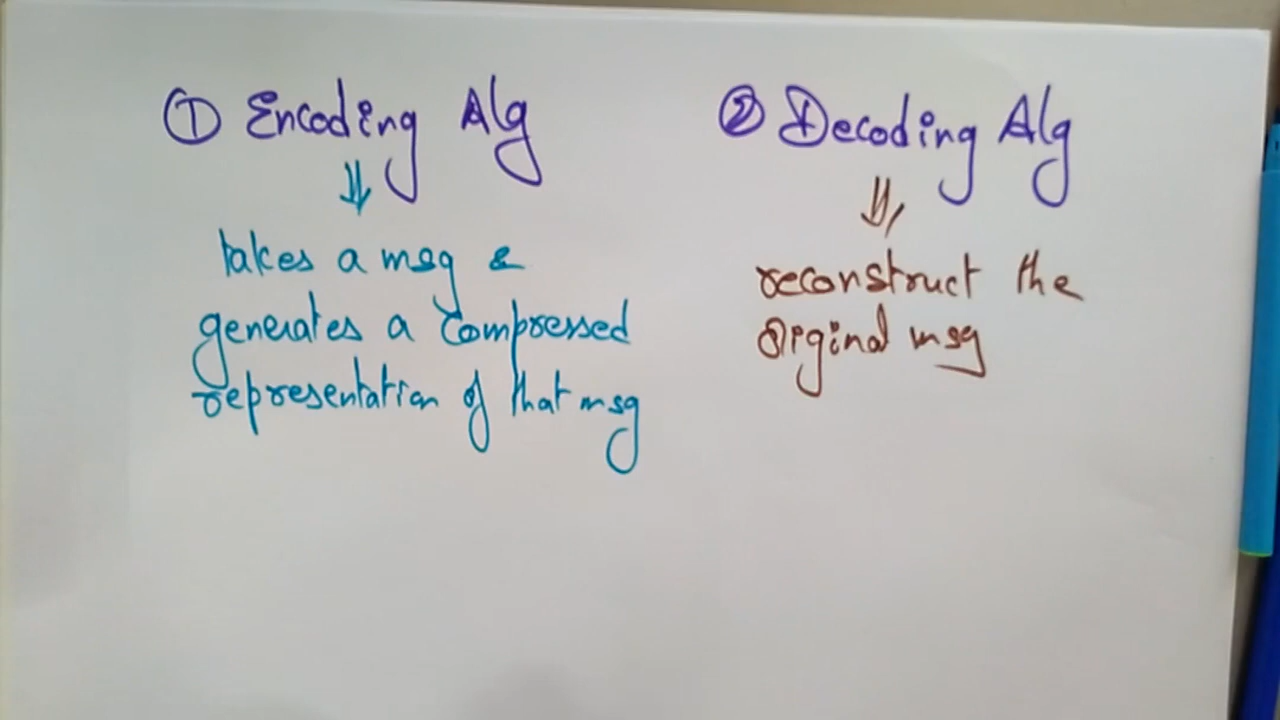 ① Encoding Alg
takes a msg &
generates a compressed
representation of that msg
② Decoding Alg
reconstruct the
Original msg